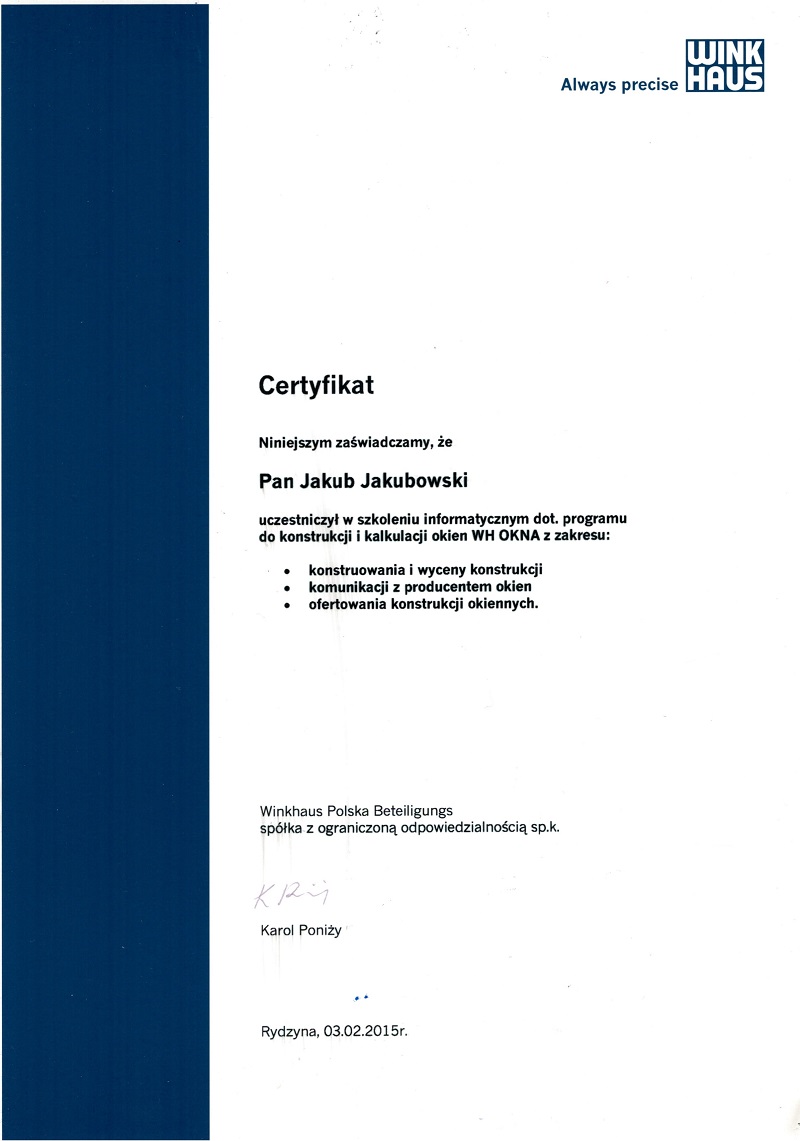 Always precise
WINK
HAUS
Certyfikat
Niniejszym zaświadczamy, że
Pan Jakub Jakubowski
uczestniczył w szkoleniu informatycznym dot. programu
do konstrukcji i kalkulacji okien WH OKNA z zakresu:
• konstruowania i wyceny konstrukcji
• komunikacji z producentem okien
• ofertowania konstrukcji okiennych.
Winkhaus Polska Beteiligungs
spółka z ograniczoną odpowiedzialnością sp.k.
Karol Poniży
Rydzyna, 03.02.2015r.